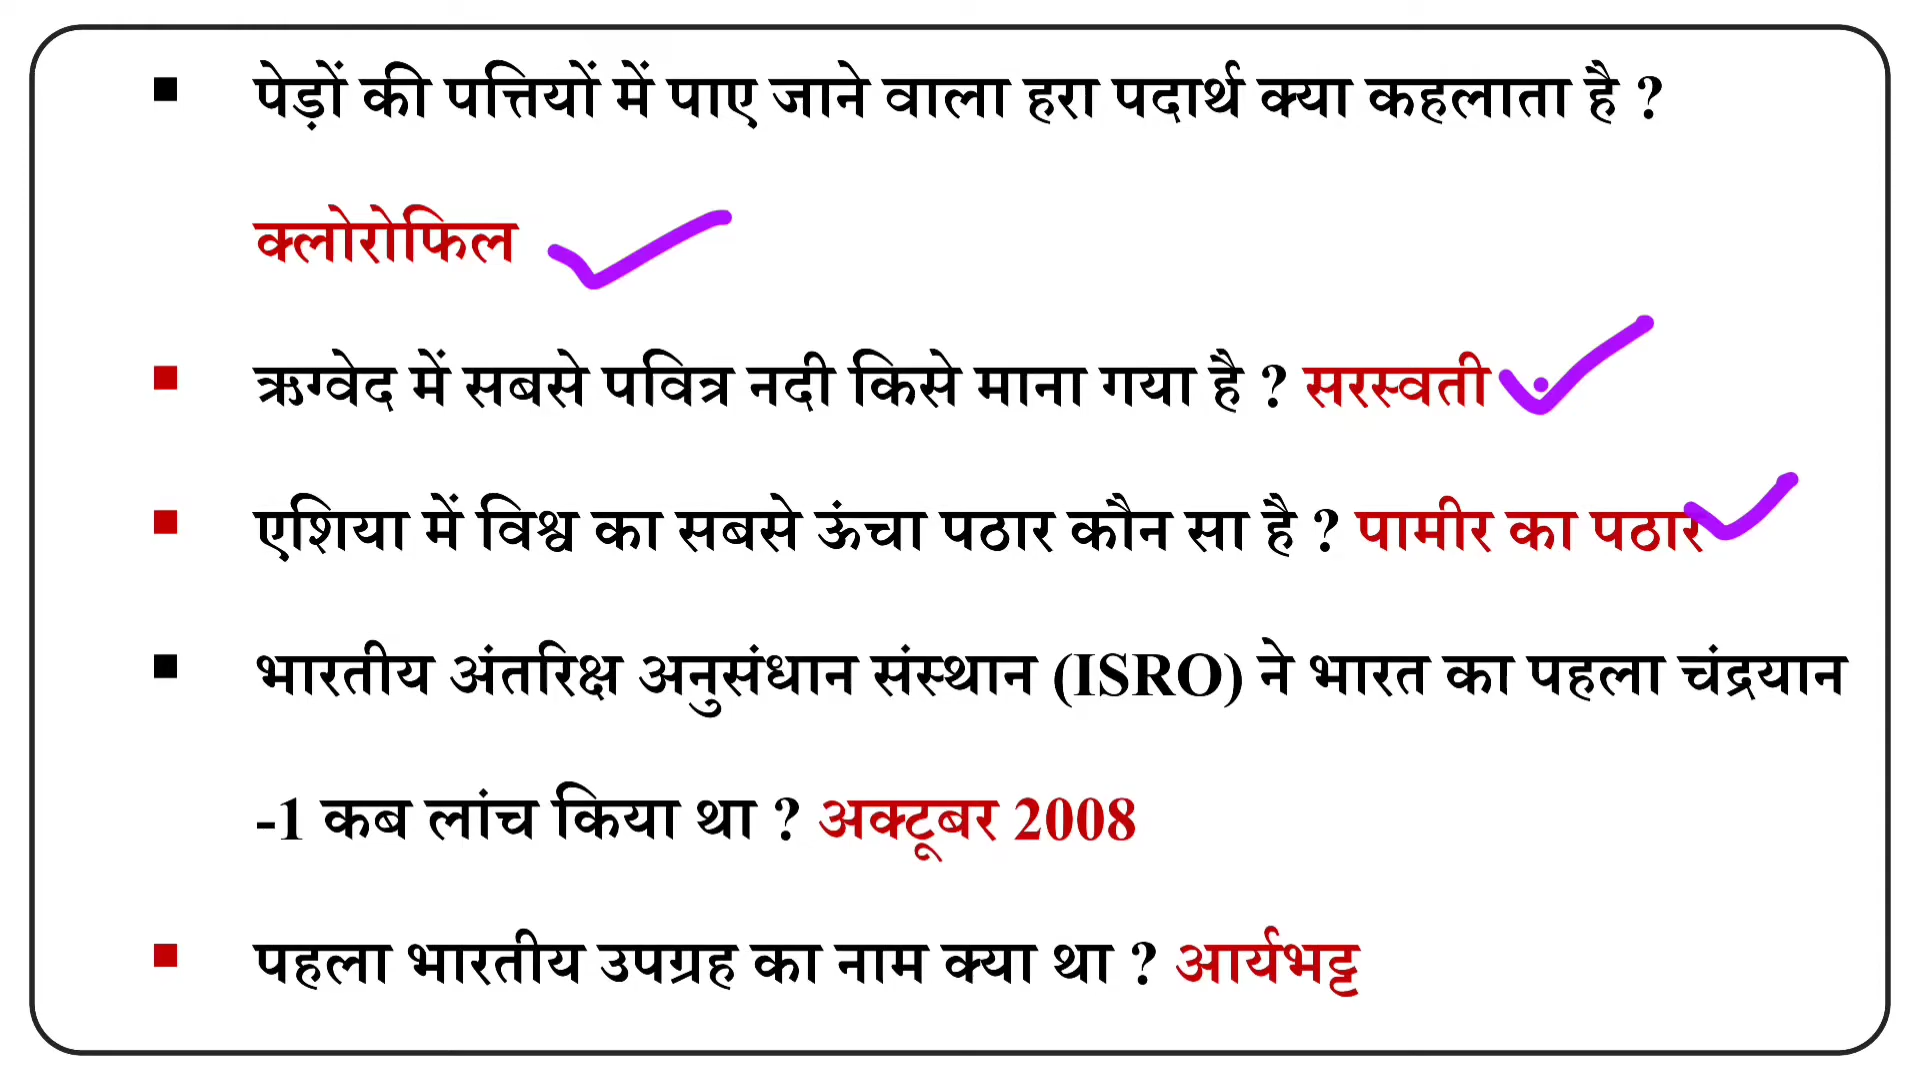 पेड़ों की पत्तियों में पाए जाने वाला हरा पदार्थ क्या कहलाता है ?
क्लोरोफिल
ऋग्वेद में सबसे पवित्र नदी किसे माना गया है ? सरस्वती
एशिया में विश्व का सबसे ऊंचा पठार कौन सा है ? पामीर का पठार
भारतीय अंतरिक्ष अनुसंधान संस्थान (ISRO) ने भारत का पहला चंद्रयान
-1 कब लांच किया था ? अक्टूबर 2008
पहला भारतीय उपग्रह का नाम क्या था ? आर्यभट्ट